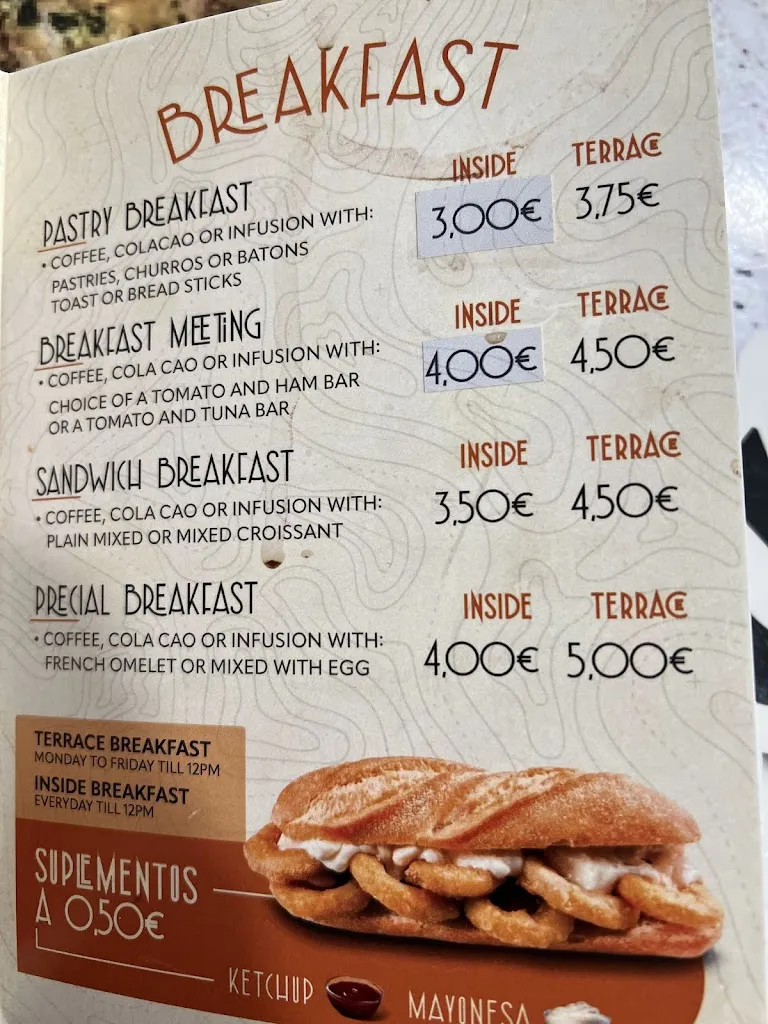 BREAKFAST
INSIDE TERRACE
PASTRY BREAKFAST 3,00€ 3,75€
• COFFEE, COLACAO OR INFUSION WITH:
PASTRIES, CHURROS OR BATONS
TOAST OR BREAD STICKS
INSIDE TERRACE
BREAKFAST MEETING 4,00€ 4,50€
• COFFEE, COLA CAO OR INFUSION WITH:
CHOICE OF A TOMATO AND HAM BAR
OR A TOMATO AND TUNA BAR
INSIDE TERRACE
SANDWICH BREAKFAST 3,50€ 4,50€
• COFFEE, COLA CAO OR INFUSION WITH:
PLAIN MIXED OR MIXED CROISSANT
INSIDE TERRACE
PRECIAL BREAKFAST 4,00€ 5,00€
• COFFEE, COLA CAO OR INFUSION WITH:
FRENCH OMELET OR MIXED WITH EGG
TERRACE BREAKFAST
MONDAY TO FRIDAY TILL 12PM
INSIDE BREAKFAST
EVERYDAY TILL 12PM
SUPLEMENTOS
A 0,50€
KETCHUP
MAYONESA